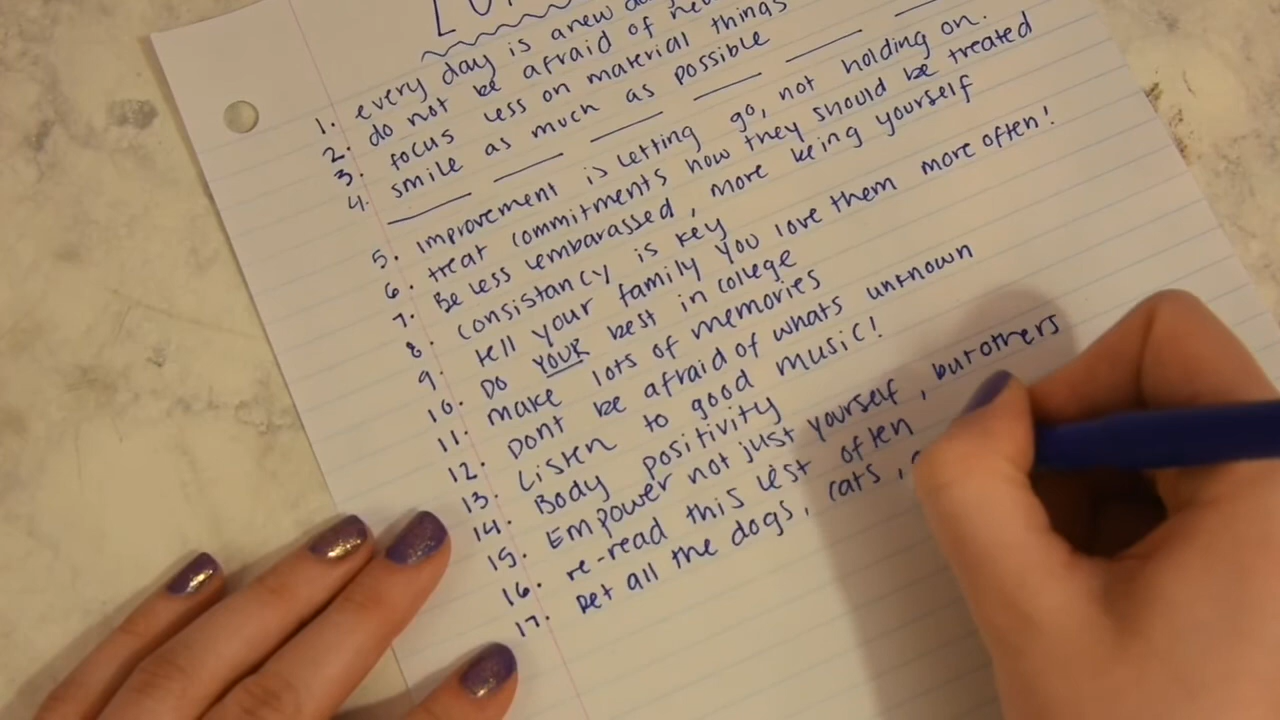 1. every day is a new
2. do not be afraid of
3. focus less on material things
4. smile as much as possible
5. improvement is letting go, not holding on.
6. treat commitments how they should be treated
7. Be less embarassed, more being yourself
8. consistancy is key
9. tell your family you love them more often!
10. Do YOUR best in college
11. make lots of memories
12. Dont be afraid of whats unknown
13. Listen to good music!
14. Body positivity
15. Empower not just yourself, but others
16. re-read this list often
17. Pet all the dogs, cats,